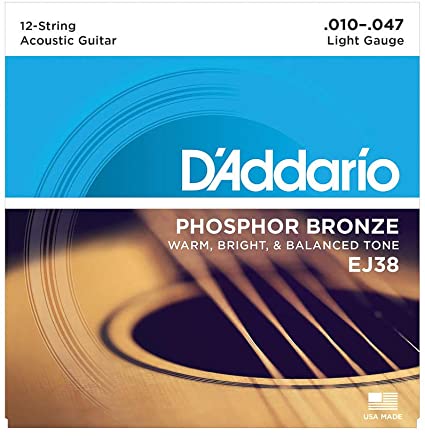 12-String
Acoustic Guitar
.010–.047
Light Gauge
D'Addario
PHOSPHOR BRONZE
WARM, BRIGHT, & BALANCED TONE
EJ38
USA MADE